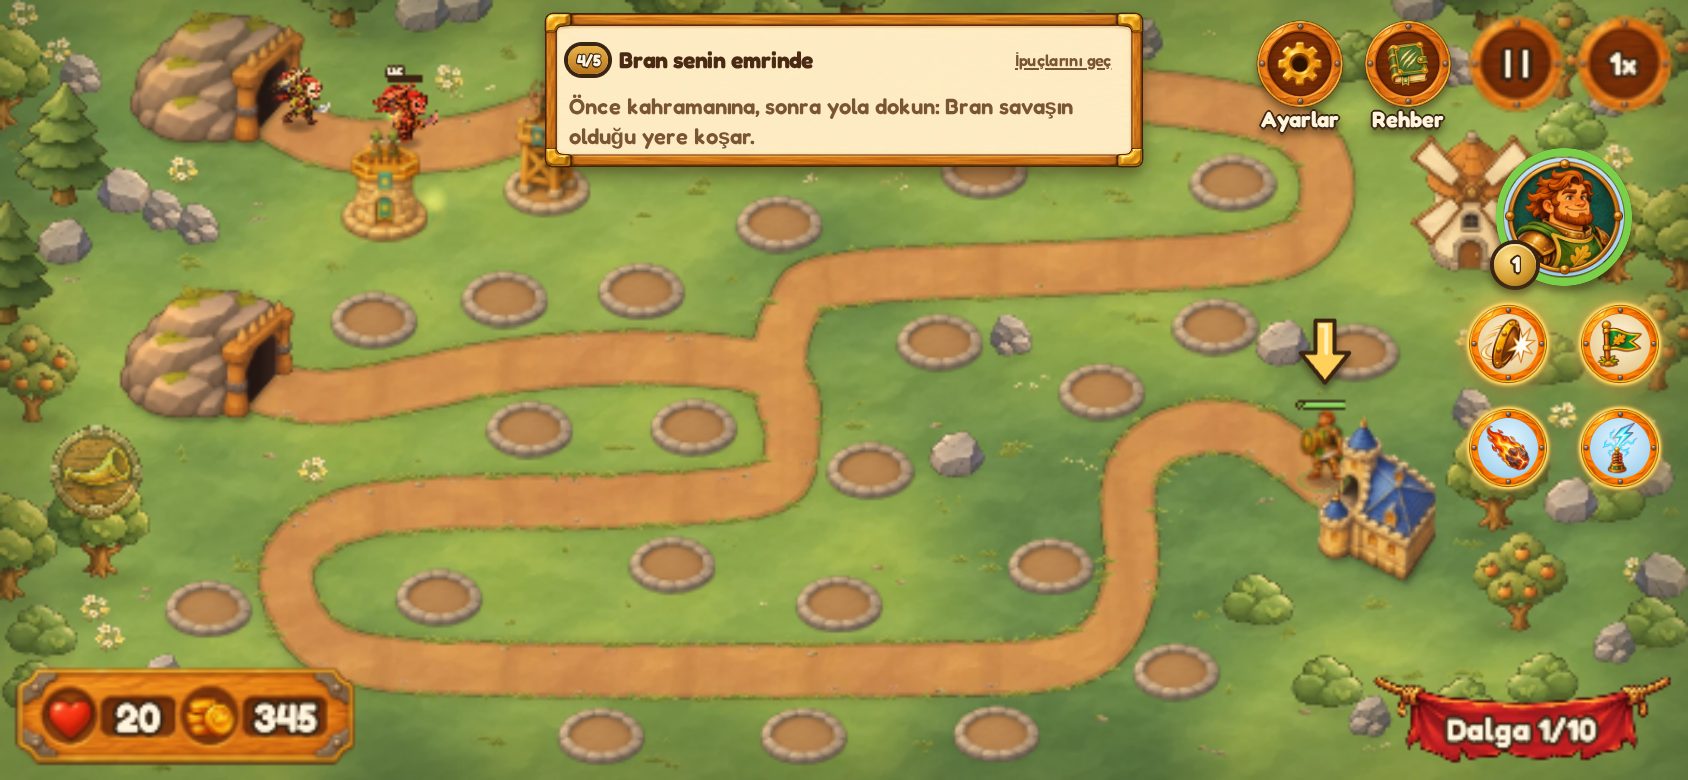 4/5 Bran senin emrinde İpuçlarını geç
Önce kahramanına, sonra yola dokun: Bran savaşın
olduğu yere koşar.
1x
Ayarlar Rehber
1
20 345
Dalga 1/10